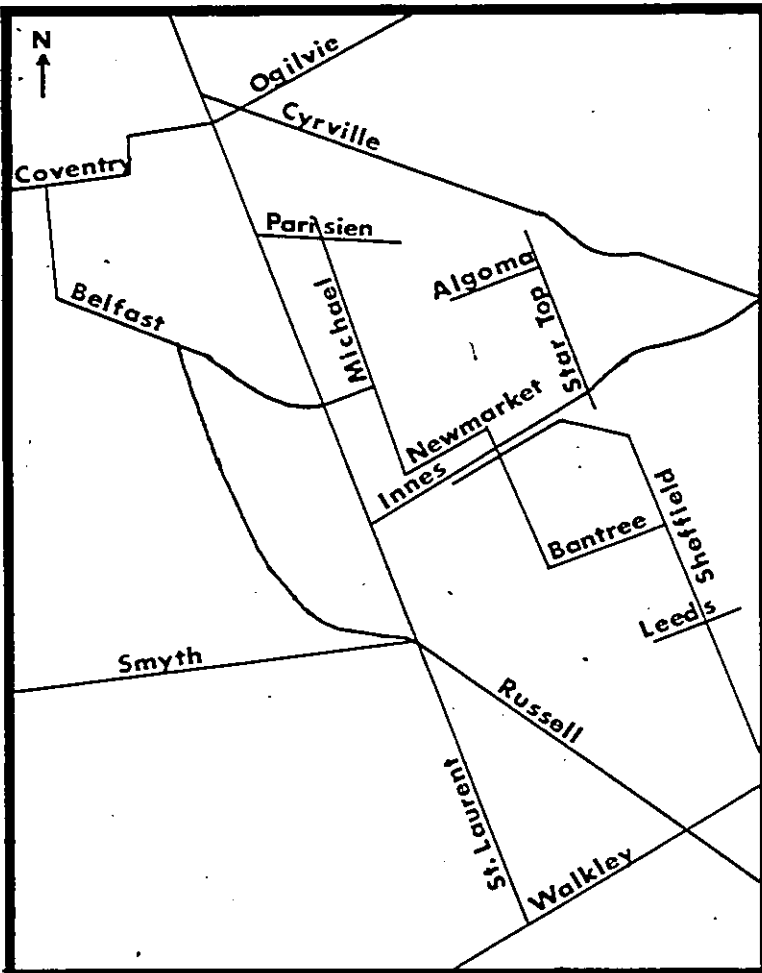 N
Ogilvie
Cyrville
Coventry
Parisien
Algoma
Belfast
Michael
Star Top
Newmarket
Innes
Sheffield
Bantree
Leeds
Smyth
Russell
St. Laurent
Walkley